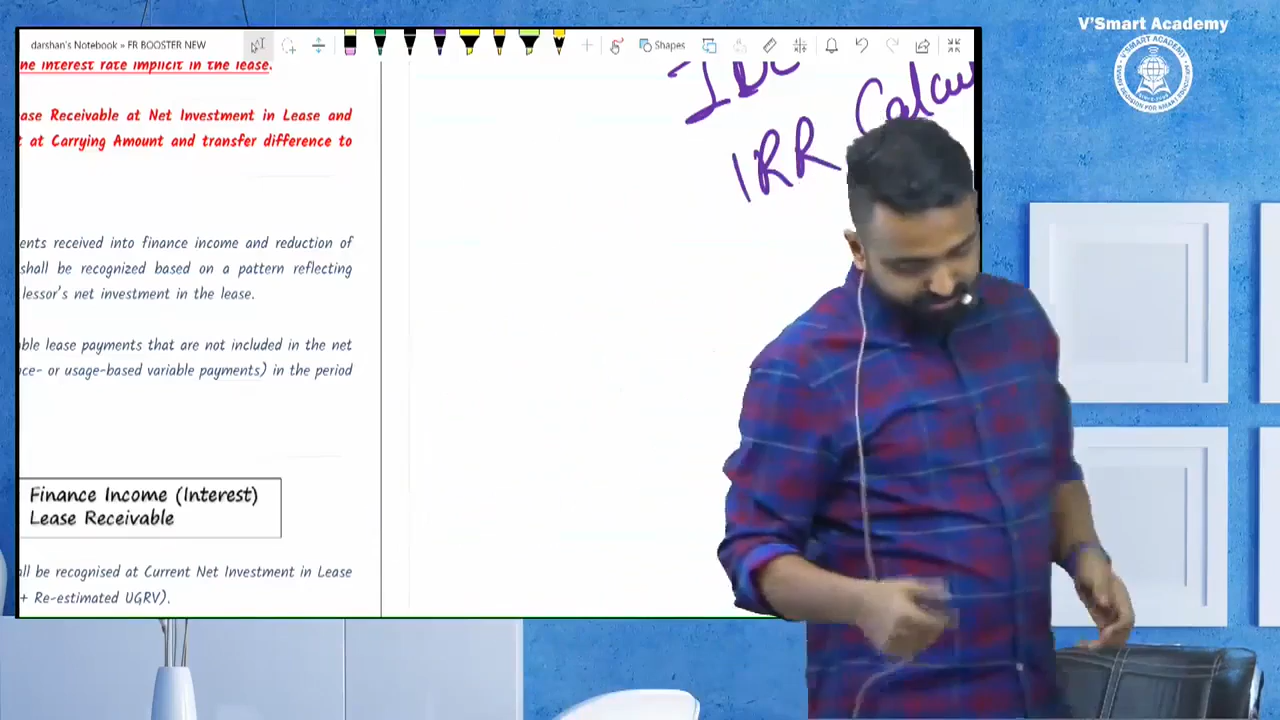 V'Smart Academy
darshan's Notebook » FR BOOSTER NEW
Shapes
interest rate implicit in the lease.
ase Receivable at Net Investment in Lease and
t at Carrying Amount and transfer difference to
IRR Calcu
ents received into finance income and reduction of
shall be recognized based on a pattern reflecting
lessor's net investment in the lease.
ble lease payments that are not included in the net
ce- or usage-based variable payments) in the period
Finance Income (Interest)
Lease Receivable
ll be recognised at Current Net Investment in Lease
+ Re-estimated UGRV).